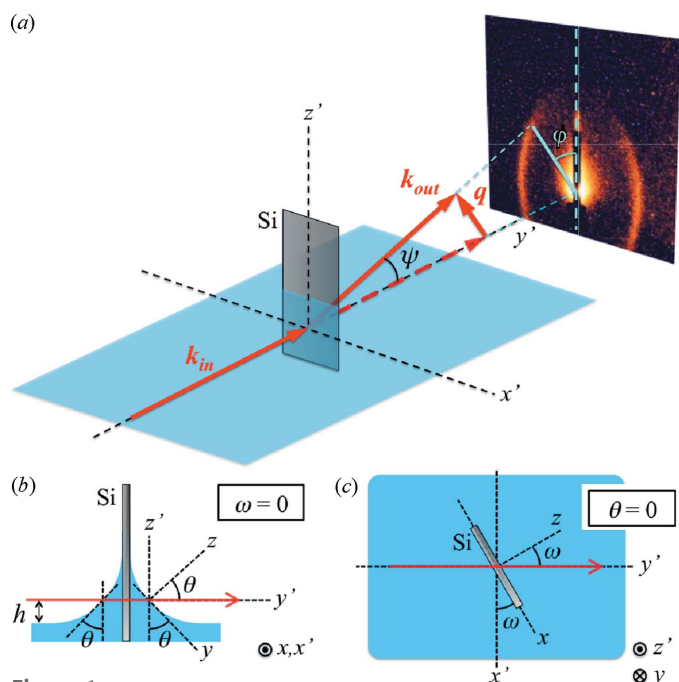 (a)
z'
Si
k_out
q
φ
y'
ψ
k_in
x'
(b)
Si
ω = 0
z'
z
θ
y'
h
θ
θ
y
x,x'
(c)
θ = 0
Si
z
ω
y'
ω
x
x'
z'
y